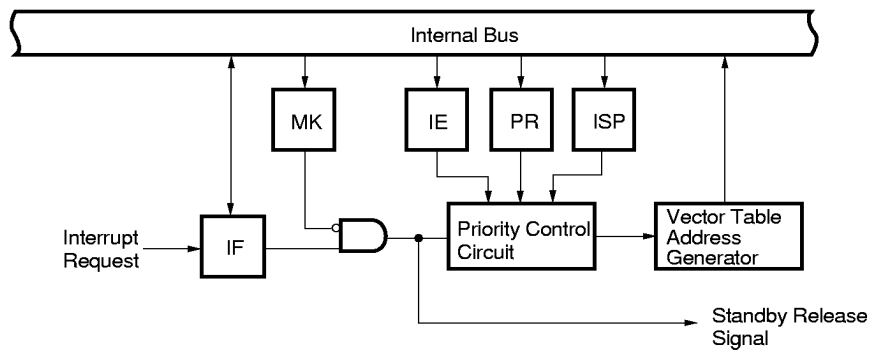 Internal Bus
MK
IE
PR
ISP
Interrupt
Request
IF
Priority Control
Circuit
Vector Table
Address
Generator
Standby Release
Signal